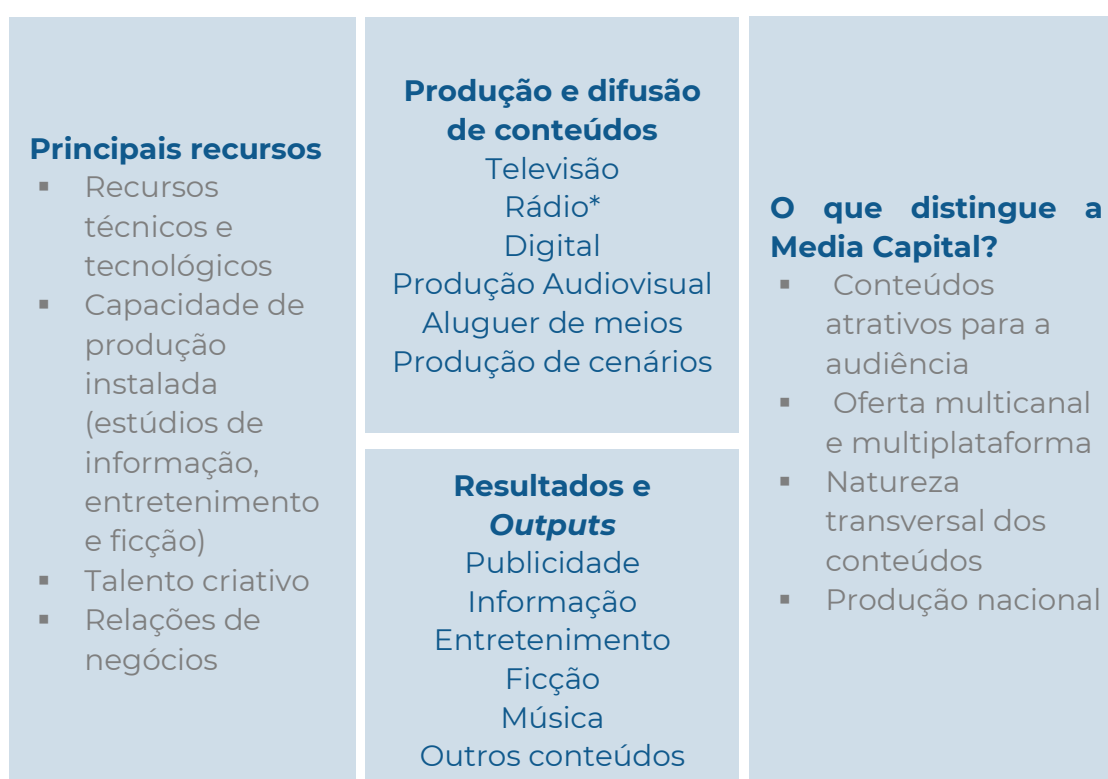 Principais recursos
▪ Recursos
técnicos e
tecnológicos
▪ Capacidade de
produção
instalada
(estúdios de
informação,
entretenimento
e ficção)
▪ Talento criativo
▪ Relações de
negócios
Produção e difusão
de conteúdos
Televisão
Rádio*
Digital
Produção Audiovisual
Aluguer de meios
Produção de cenários
Resultados e
Outputs
Publicidade
Informação
Entretenimento
Ficção
Música
Outros conteúdos
O que distingue a
Media Capital?
▪ Conteúdos
atrativos para a
audiência
▪ Oferta multicanal
e multiplataforma
▪ Natureza
transversal dos
conteúdos
▪ Produção nacional